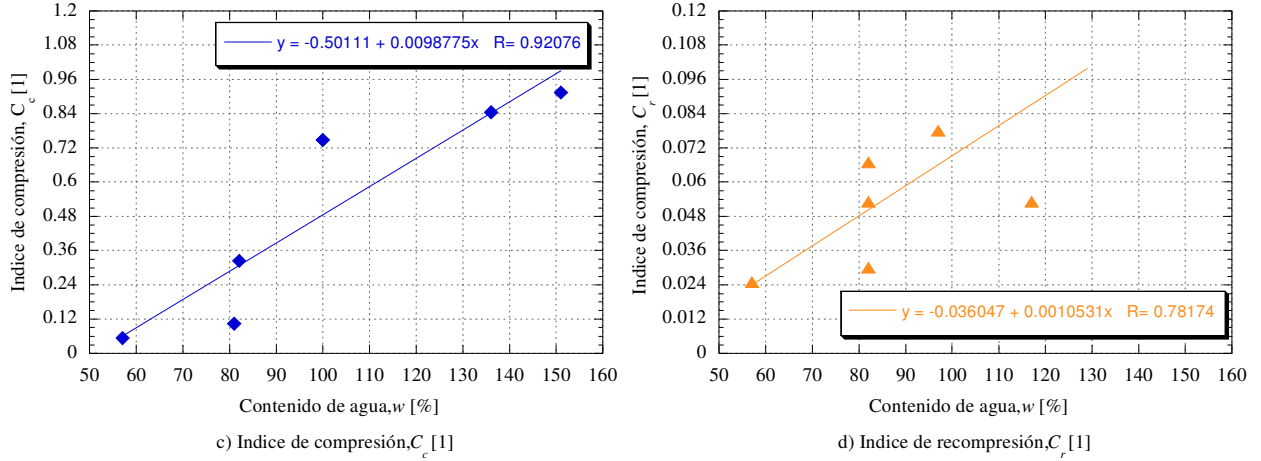 Indice de compresión, C_c [1]
1.2
1.08
0.96
0.84
0.72
0.6
0.48
0.36
0.24
0.12
0
y = -0.50111 + 0.0098775x R= 0.92076
50 60 70 80 90 100 110 120 130 140 150 160
Contenido de agua,w [%]
c) Indice de compresión,C_c [1]
Indice de compresión, C_r [1]
0.12
0.108
0.096
0.084
0.072
0.06
0.048
0.036
0.024
0.012
0
y = -0.036047 + 0.0010531x R= 0.78174
50 60 70 80 90 100 110 120 130 140 150 160
Contenido de agua,w [%]
d) Indice de recompresión,C_r [1]